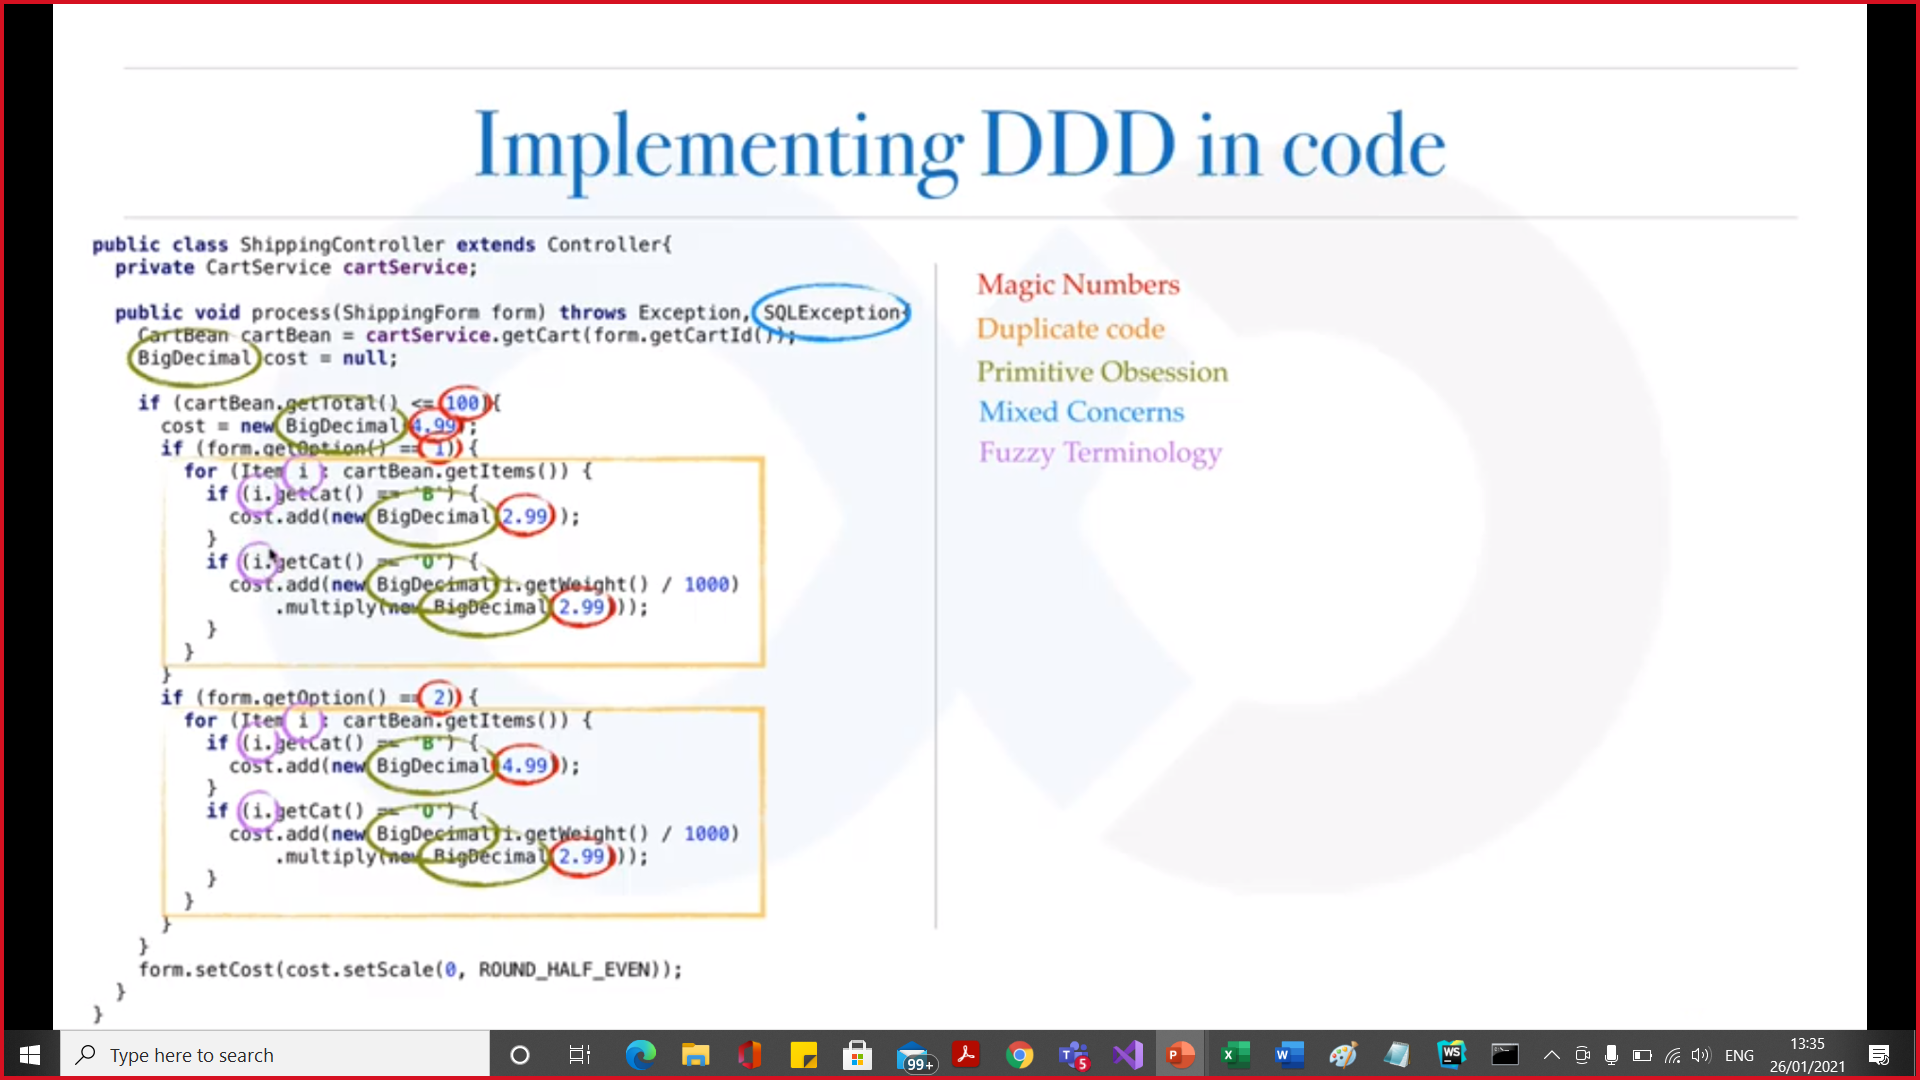 Implementing DDD in code
public class ShippingController extends Controller{
private CartService cartService;
public void process(ShippingForm form) throws Exception, SQLException{
CartBean cartBean = cartService.getCart(form.getCartId());
BigDecimal cost = null;
if (cartBean.getTotal() <= 100){
cost = new BigDecimal(4.99);
if (form.getOption() == 1)) {
for (Item i : cartBean.getItems()) {
if (i.getCat() == 'B') {
cost.add(new BigDecimal(2.99));
}
if (i.getCat() == 'O') {
cost.add(new BigDecimal(i.getWeight() / 1000)
.multiply(new BigDecimal(2.99)));
}
}
}
if (form.getOption() == 2)) {
for (Item i : cartBean.getItems()) {
if (i.getCat() == 'B') {
cost.add(new BigDecimal(4.99));
}
if (i.getCat() == 'O') {
cost.add(new BigDecimal(i.getWeight() / 1000)
.multiply(new BigDecimal(2.99)));
}
}
}
}
form.setCost(cost.setScale(0, ROUND_HALF_EVEN));
}
}
Magic Numbers
Duplicate code
Primitive Obsession
Mixed Concerns
Fuzzy Terminology
Type here to search
99+
5
P
X
W
WS
ENG
13:35
26/01/2021